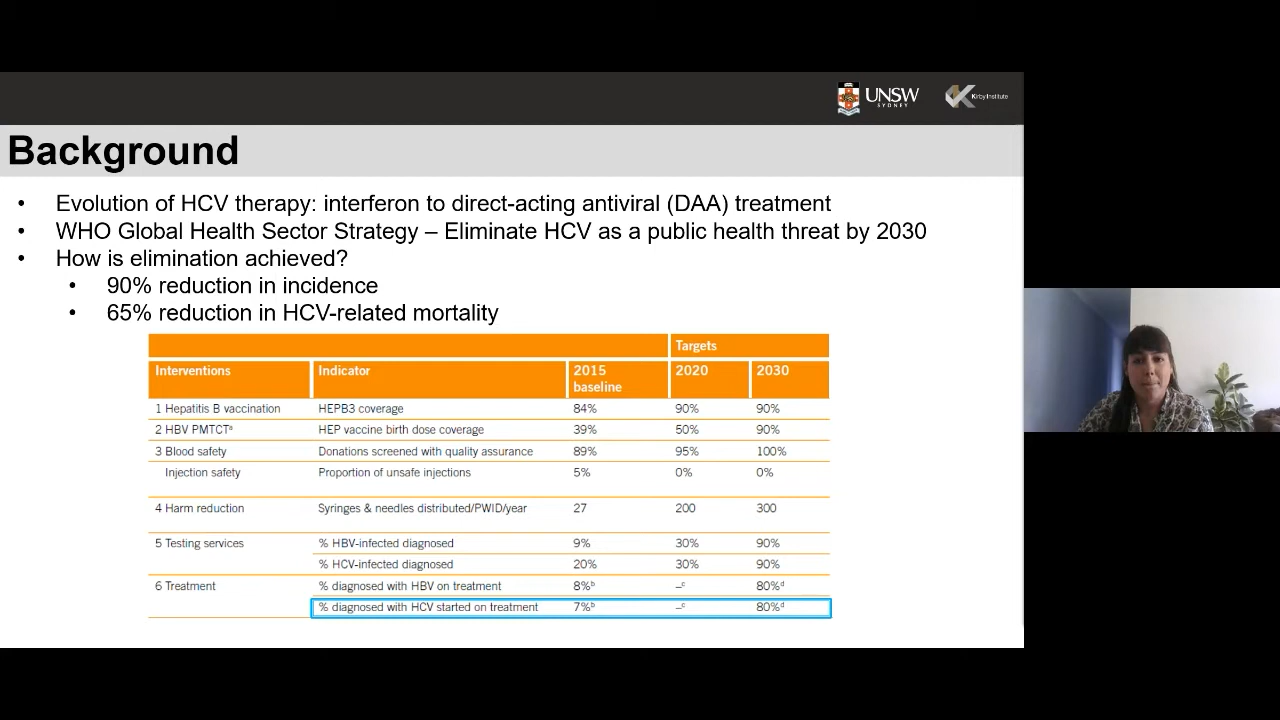 UNSW
SYDNEY
Kirby Institute
Background
• Evolution of HCV therapy: interferon to direct-acting antiviral (DAA) treatment
• WHO Global Health Sector Strategy – Eliminate HCV as a public health threat by 2030
• How is elimination achieved?
• 90% reduction in incidence
• 65% reduction in HCV-related mortality
Targets
Interventions Indicator 2015 baseline 2020 2030
1 Hepatitis B vaccination HEPB3 coverage 84% 90% 90%
2 HBV PMTCTᵃ HEP vaccine birth dose coverage 39% 50% 90%
3 Blood safety Donations screened with quality assurance 89% 95% 100%
Injection safety Proportion of unsafe injections 5% 0% 0%
4 Harm reduction Syringes & needles distributed/PWID/year 27 200 300
5 Testing services % HBV-infected diagnosed 9% 30% 90%
% HCV-infected diagnosed 20% 30% 90%
6 Treatment % diagnosed with HBV on treatment 8%ᵇ –ᶜ 80%ᵈ
% diagnosed with HCV started on treatment 7%ᵇ –ᶜ 80%ᵈ